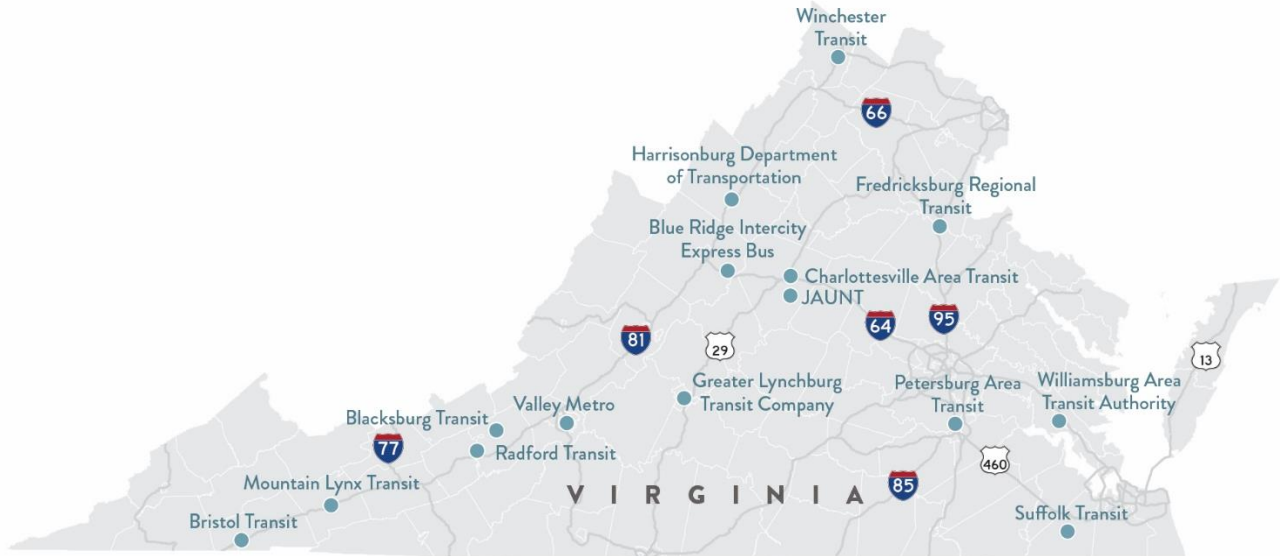 Winchester
Transit
66
Harrisonburg Department
of Transportation
Fredricksburg Regional
Transit
Blue Ridge Intercity
Express Bus
Charlottesville Area Transit
JAUNT
64
95
81
29
13
Greater Lynchburg
Transit Company
Petersburg Area
Transit
Williamsburg Area
Transit Authority
Valley Metro
Blacksburg Transit
77
Radford Transit
460
Mountain Lynx Transit
VIRGINIA
85
Bristol Transit
Suffolk Transit